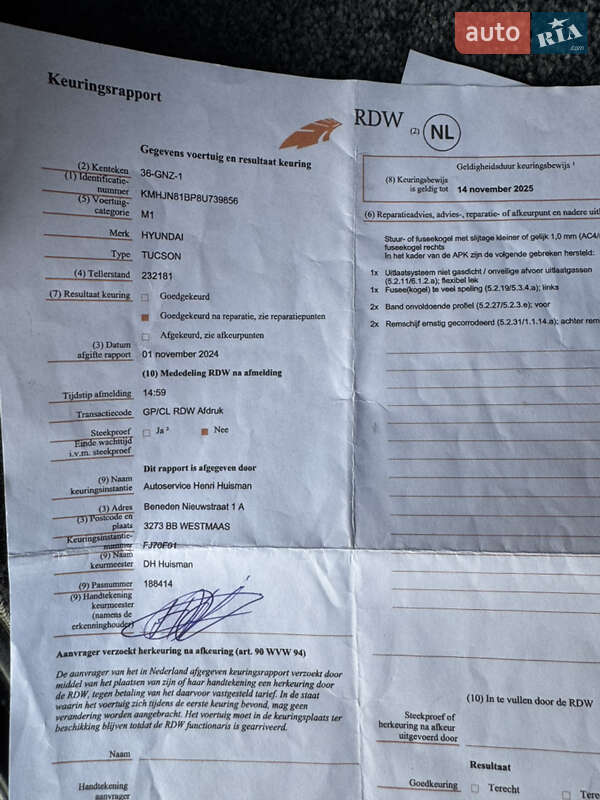 auto RIA .com
Keuringsrapport
RDW (2) NL
Gegevens voertuig en resultaat keuring
(2) Kenteken 36-GNZ-1
(1) Identificatie-
nummer KMHJN81BP8U739856
(5) Voertuig-
categorie M1
Merk HYUNDAI
Type TUCSON
(4) Tellerstand 232181
(7) Resultaat keuring Goedgekeurd
Goedgekeurd na reparatie, zie reparatiepunten
Afgekeurd, zie afkeurpunten
(3) Datum
afgifte rapport 01 november 2024
(10) Mededeling RDW na afmelding
Tijdstip afmelding 14:59
Transactiecode GP/CL RDW Afdruk
Steekproef Ja ² Nee
Einde wachttijd
i.v.m. steekproef
Dit rapport is afgegeven door
(9) Naam
keuringsinstantie Autoservice Henri Huisman
(3) Adres Beneden Nieuwstraat 1 A
(3) Postcode en
plaats 3273 BB WESTMAAS
Keuringsinstantie-
nummer FJ70F01
(9) Naam
keurmeester DH Huisman
(9) Pasnummer 188414
(9) Handtekening
keurmeester
(namens de
erkenninghouder)
Aanvrager verzoekt herkeuring na afkeuring (art. 90 WVW 94)
De aanvrager van het in Nederland afgegeven keuringsrapport verzoekt door
middel van het plaatsen van zijn of haar handtekening een herkeuring door
de RDW, tegen betaling van het daarvoor vastgesteld tarief. In de staat
waarin het voertuig zich tijdens de eerste keuring bevond, mag geen
verandering worden aangebracht. Het voertuig moet in de keuringsplaats ter
beschikking blijven totdat de RDW functionaris is gearriveerd.
Naam
Handtekening
aanvrager
Geldigheidsduur keuringsbewijs ¹
(8) Keuringsbewijs
is geldig tot 14 november 2025
(6) Reparatieadvies, advies-, reparatie- of afkeurpunt en nadere
Stuur- of fuseekogel met slijtage kleiner of gelijk 1,0 mm (AC4/
fuseekogel rechts
In het kader van de APK zijn de volgende gebreken hersteld:
1x Uitlaatsysteem niet gasdicht / onveilige afvoer uitlaatgassen
(5.2.11/6.1.2.a); flexibel lek
1x Fusee(kogel) te veel speling (5.2.19/5.3.4.a); links
2x Band onvoldoende profiel (5.2.27/5.2.3.e); voor
2x Remschijf ernstig gecorrodeerd (5.2.31/1.1.14.a); achter
(10) In te vullen door de RDW
Steekproef of
herkeuring na afkeur
uitgevoerd door
Resultaat
Goedkeuring Terecht